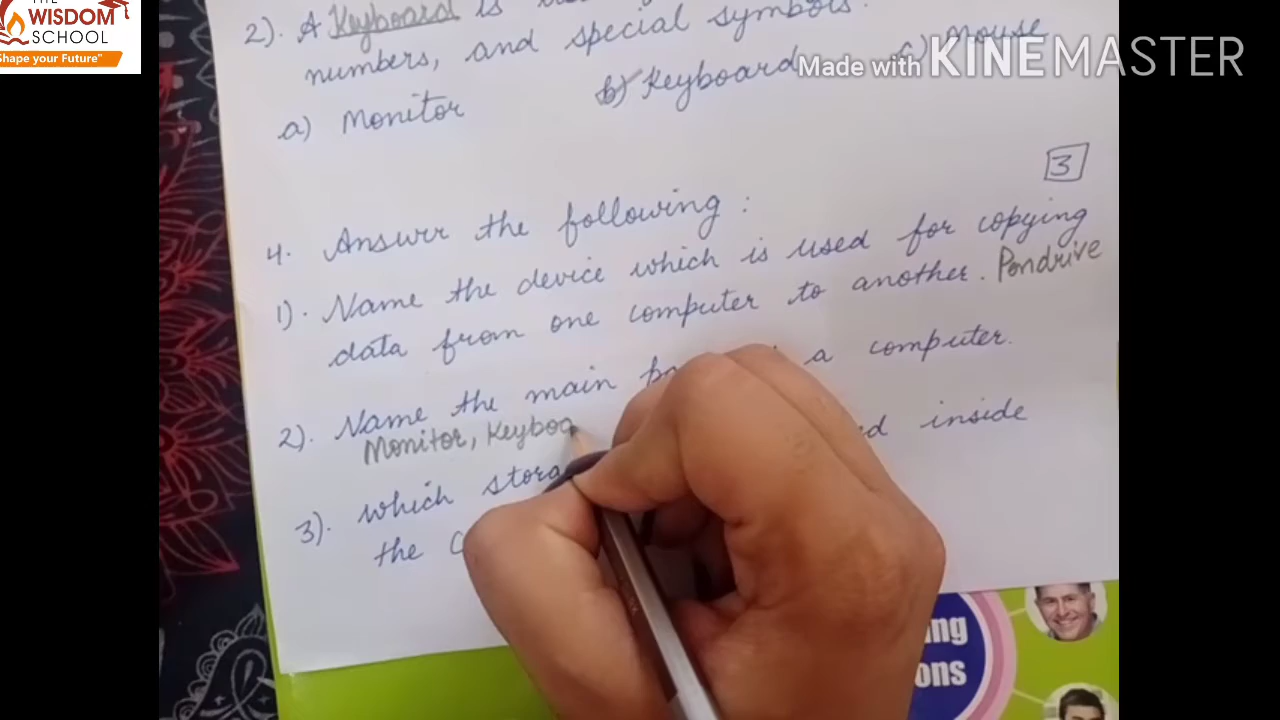 THE
WISDOM
SCHOOL
Shape your Future"
Made with KINEMASTER
2). A Keyboard is
numbers, and special symbols.
a) Monitor b) Keyboard c) Mouse
3
4. Answer the following :
1). Name the device which is used for copying
data from one computer to another. Pendrive
2). Name the main a computer.
Monitor, Keyboa
3). which inside
the